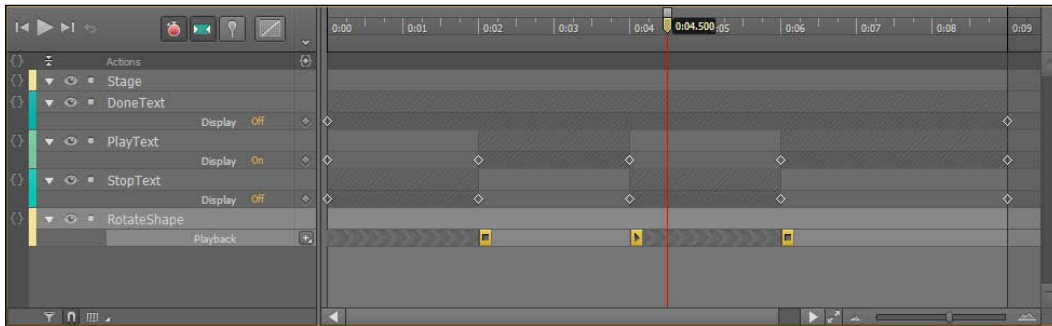 0:00 0:01 0:02 0:03 0:04 0:04.500 :05 0:06 0:07 0:08 0:09
Actions
Stage
DoneText
Display Off
PlayText
Display On
StopText
Display Off
RotateShape
Playback